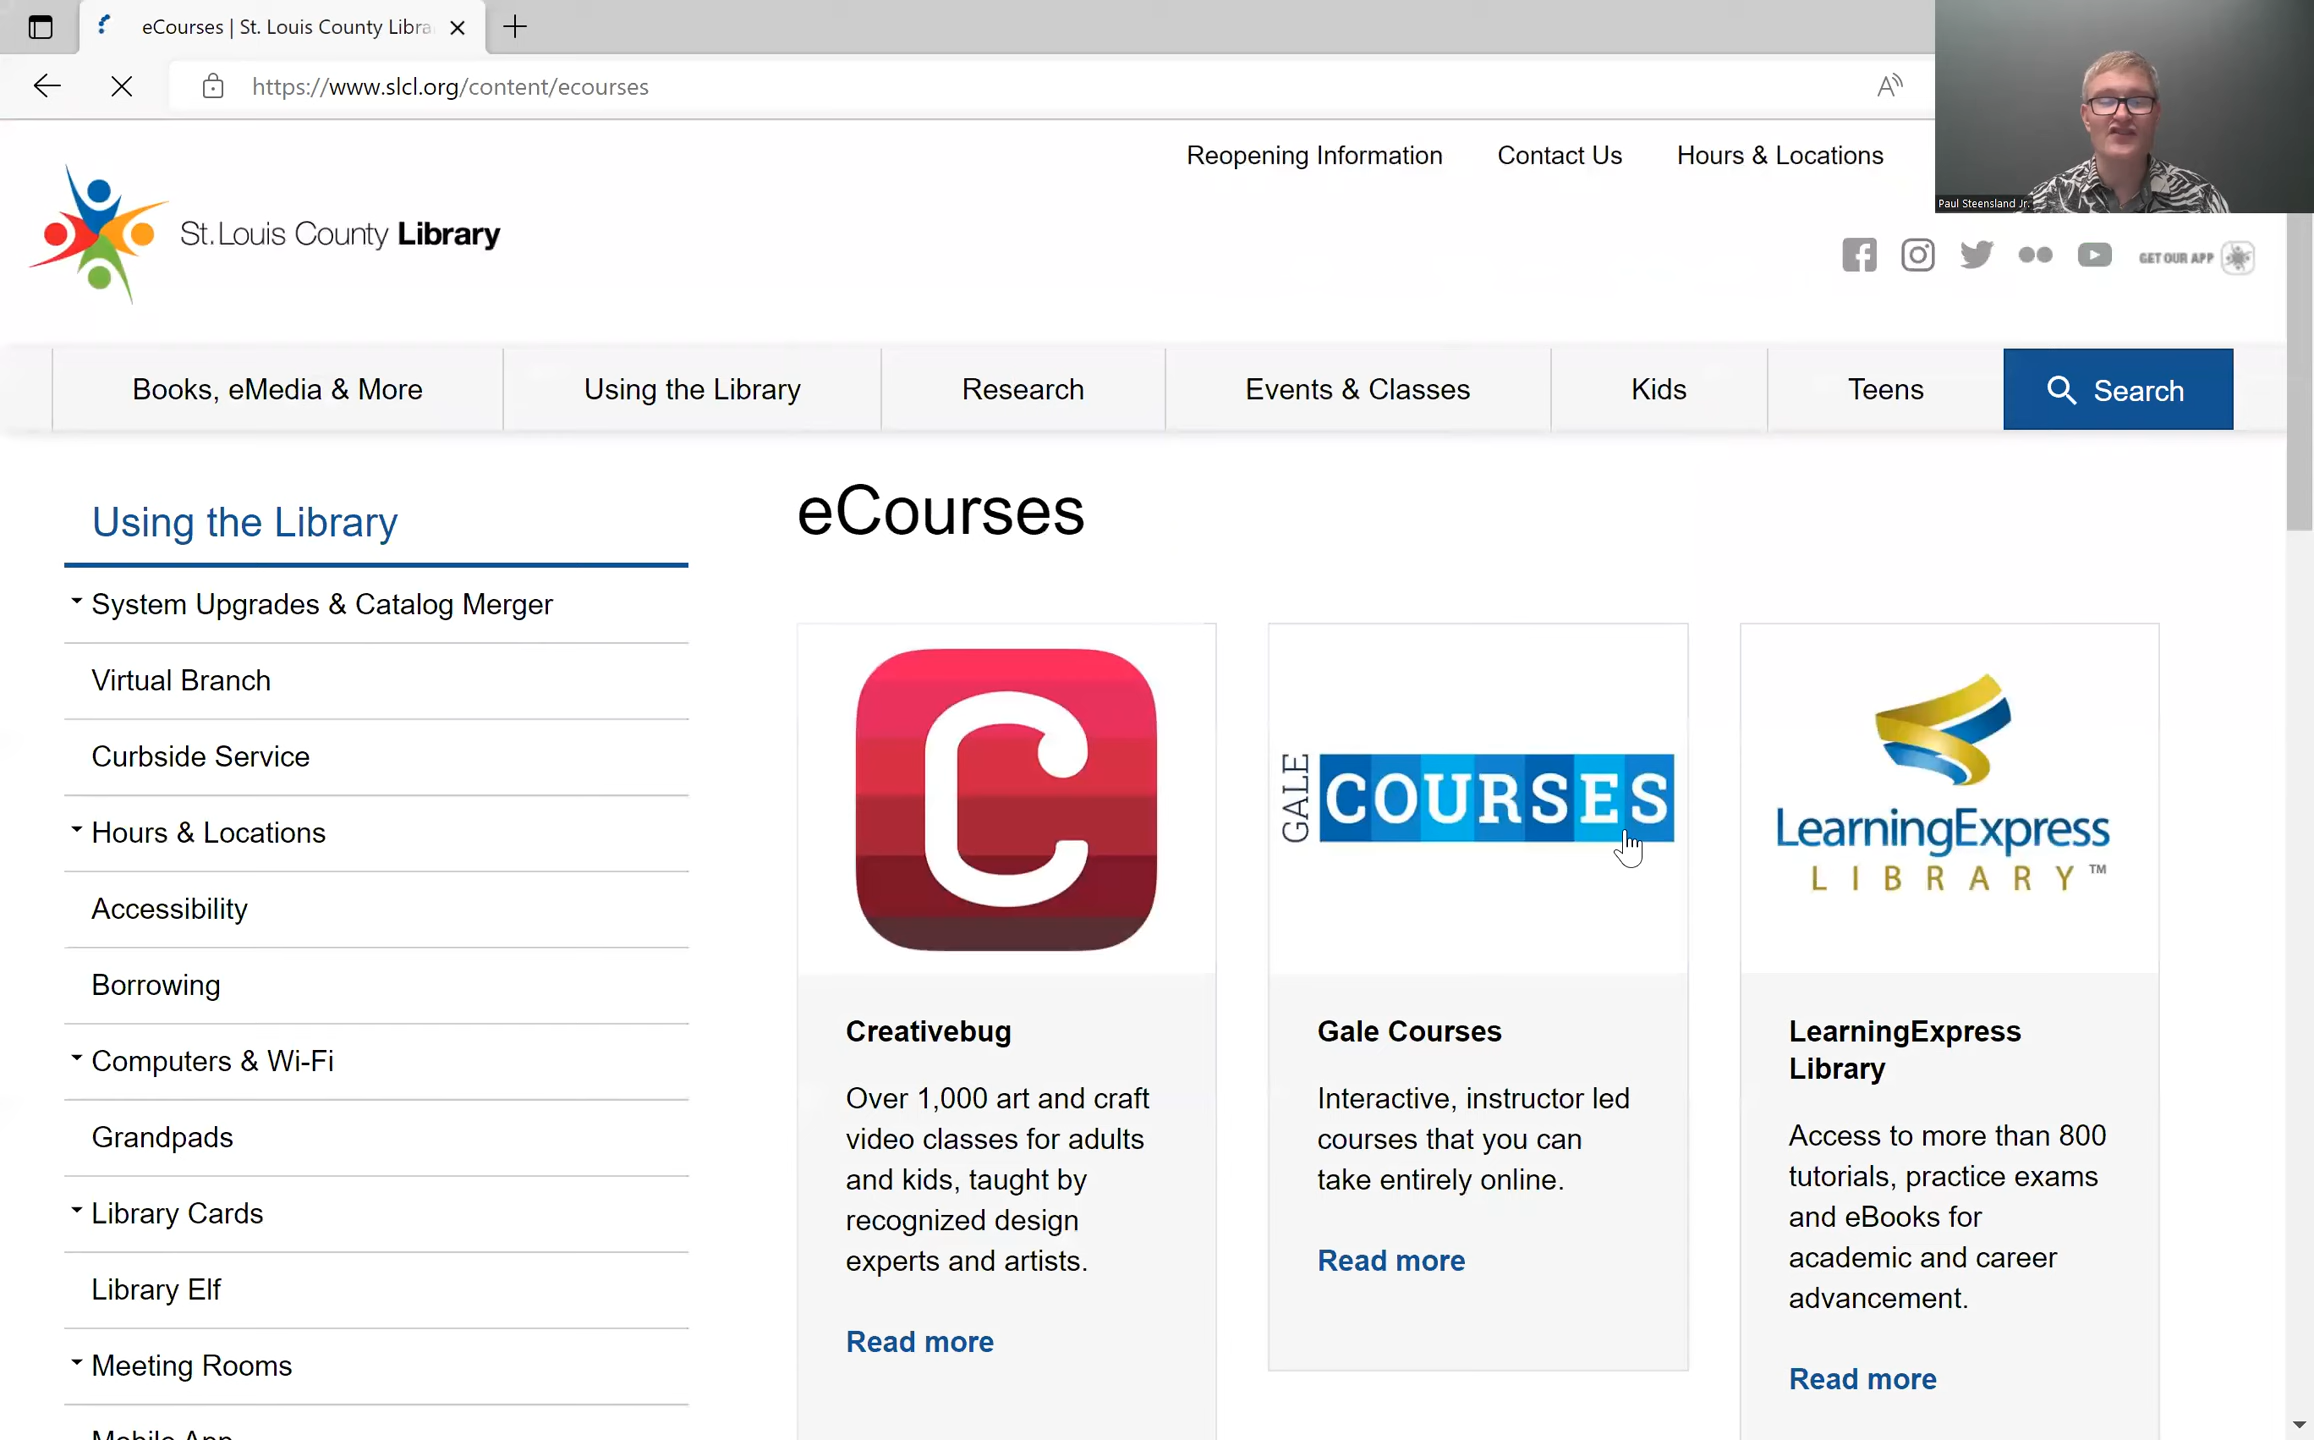 eCourses | St. Louis County Libra
https://www.slcl.org/content/ecourses
Paul Steensland Jr.
Reopening Information
Contact Us
Hours & Locations
St. Louis County Library
GET OUR APP
Books, eMedia & More
Using the Library
Research
Events & Classes
Kids
Teens
Search
Using the Library
System Upgrades & Catalog Merger
Virtual Branch
Curbside Service
Hours & Locations
Accessibility
Borrowing
Computers & Wi-Fi
Grandpads
Library Cards
Library Elf
Meeting Rooms
Mobile App
eCourses
C
Creativebug
Over 1,000 art and craft
video classes for adults
and kids, taught by
recognized design
experts and artists.
Read more
GALE COURSES
Gale Courses
Interactive, instructor led
courses that you can
take entirely online.
Read more
LearningExpress
LIBRARY™
LearningExpress
Library
Access to more than 800
tutorials, practice exams
and eBooks for
academic and career
advancement.
Read more